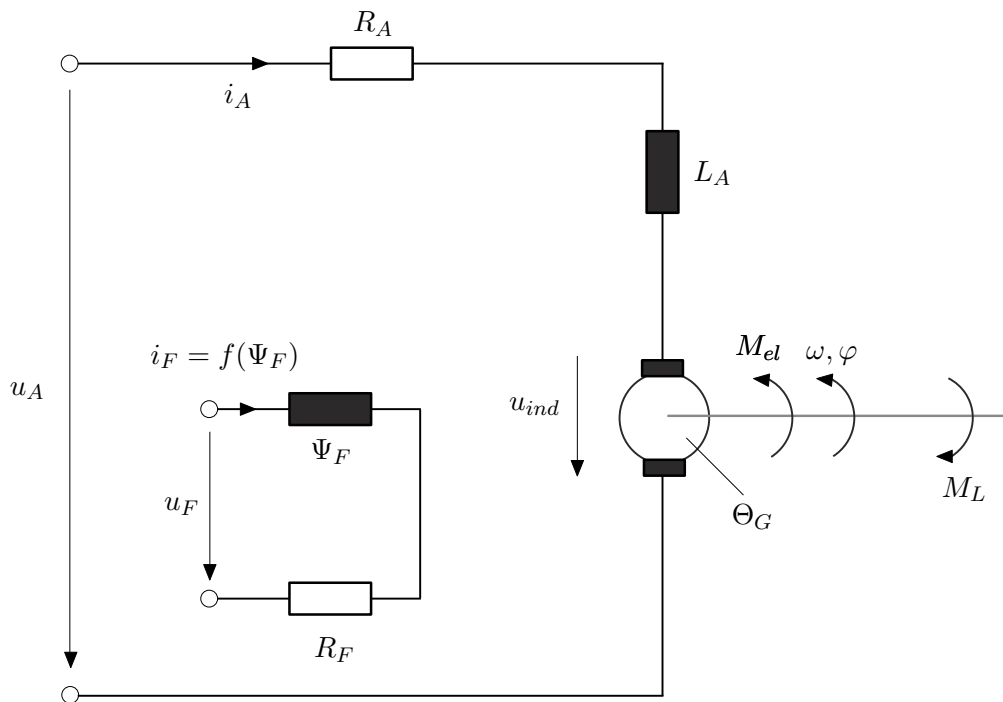 R_A
i_A
L_A
i_F = f(Ψ_F)
M_el
ω, φ
u_A
u_ind
Ψ_F
u_F
M_L
Θ_G
R_F